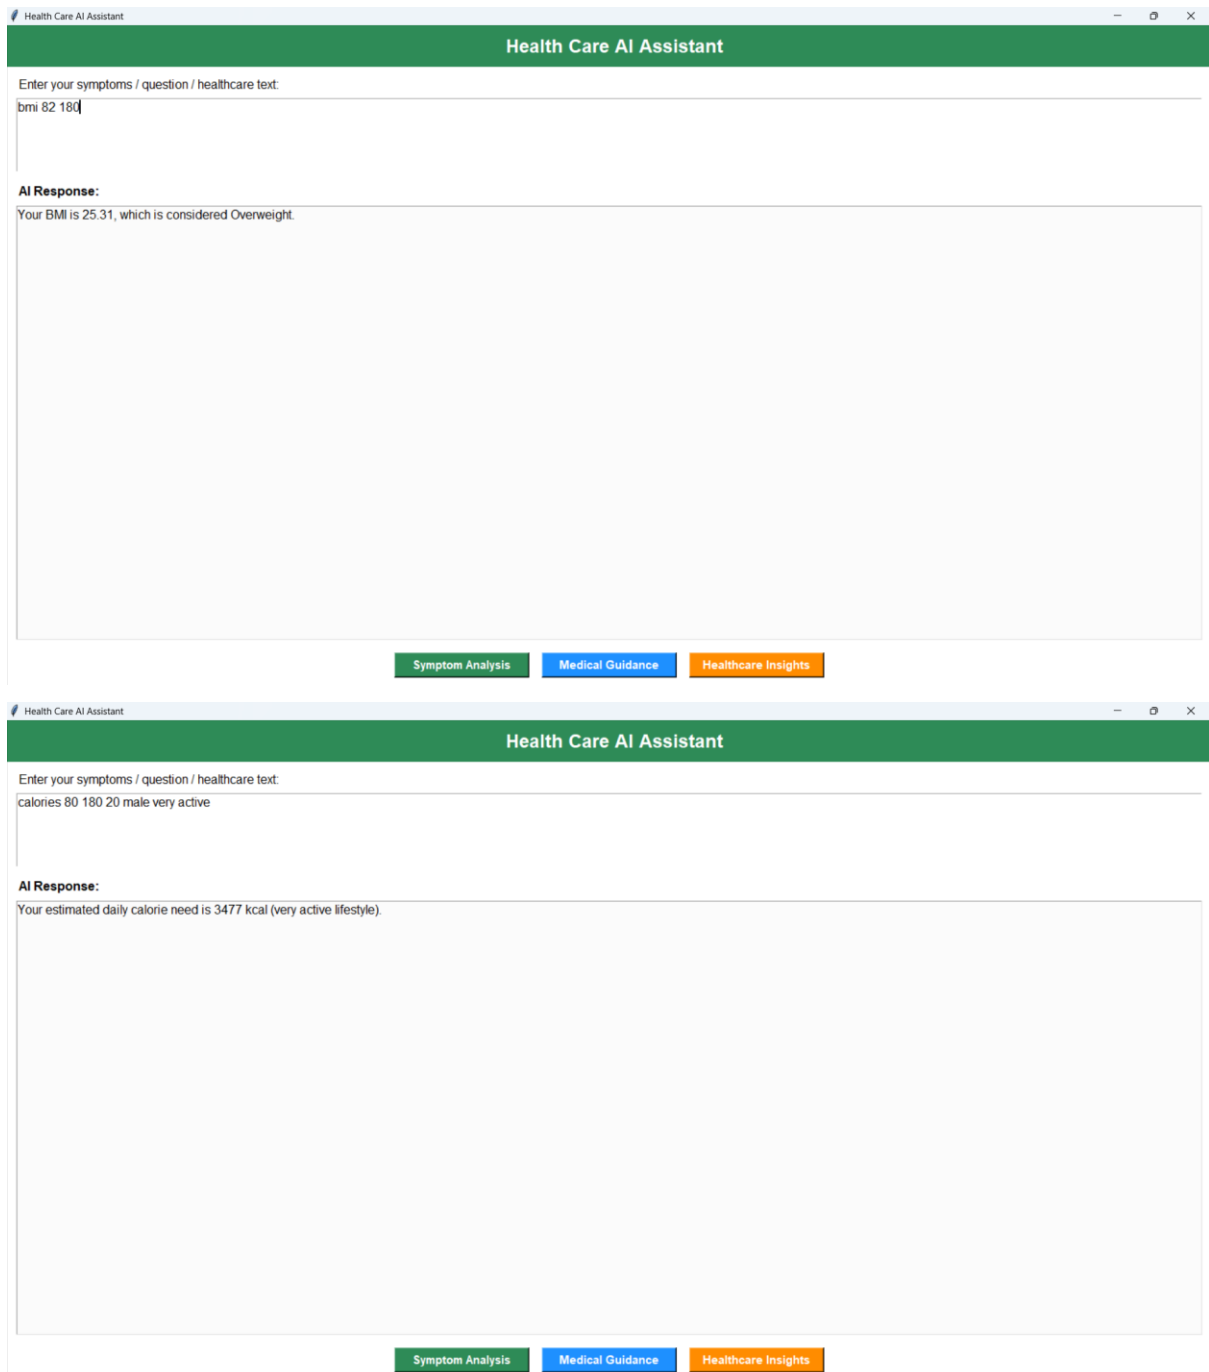 Health Care AI Assistant
Health Care AI Assistant
Enter your symptoms / question / healthcare text:
bmi 82 180
AI Response:
Your BMI is 25.31, which is considered Overweight.
Symptom Analysis Medical Guidance Healthcare Insights
Health Care AI Assistant
Health Care AI Assistant
Enter your symptoms / question / healthcare text:
calories 80 180 20 male very active
AI Response:
Your estimated daily calorie need is 3477 kcal (very active lifestyle).
Symptom Analysis Medical Guidance Healthcare Insights